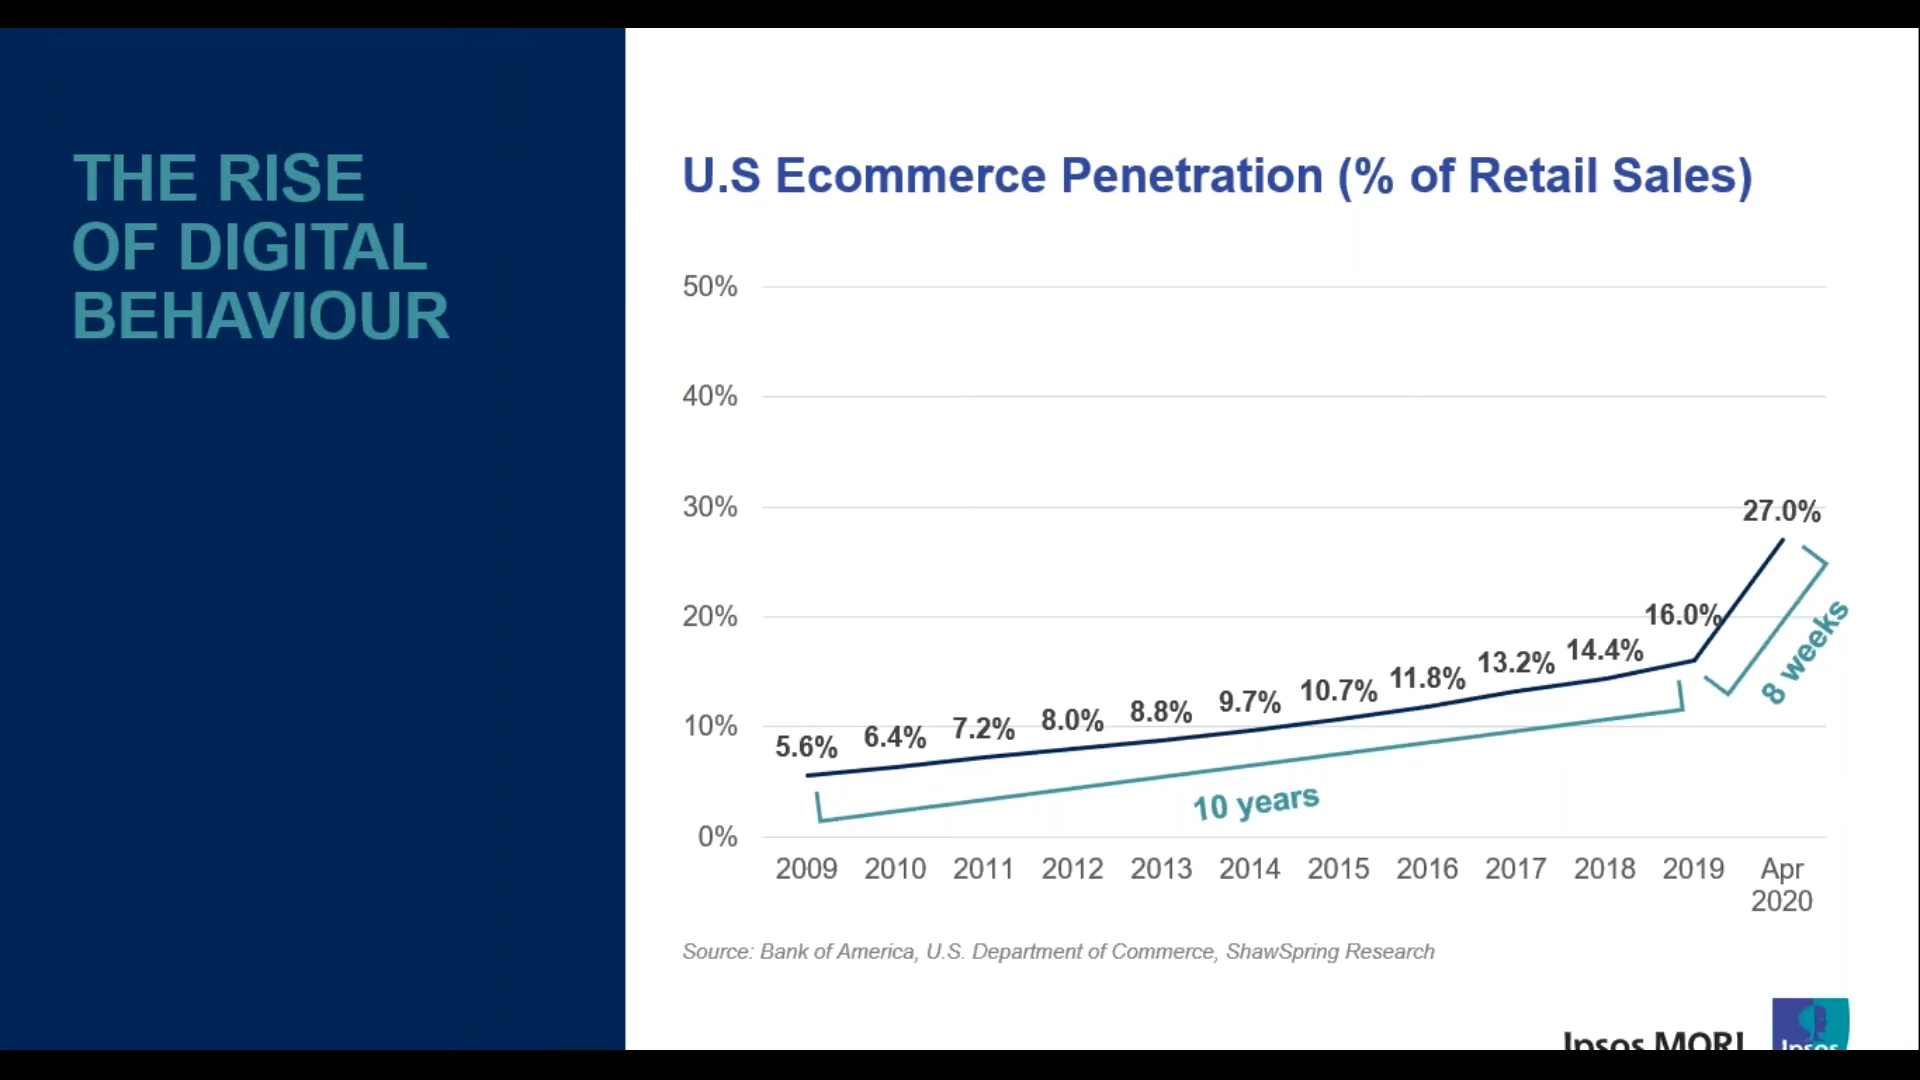 THE RISE
OF DIGITAL
BEHAVIOUR
U.S Ecommerce Penetration (% of Retail Sales)
50%
40%
30%
20%
10%
0%
5.6%
6.4%
7.2%
8.0%
8.8%
9.7%
10.7%
11.8%
13.2%
14.4%
16.0%
27.0%
10 years
8 weeks
2009 2010 2011 2012 2013 2014 2015 2016 2017 2018 2019 Apr
2020
Source: Bank of America, U.S. Department of Commerce, ShawSpring Research
Ipsos MORI
Ipsos